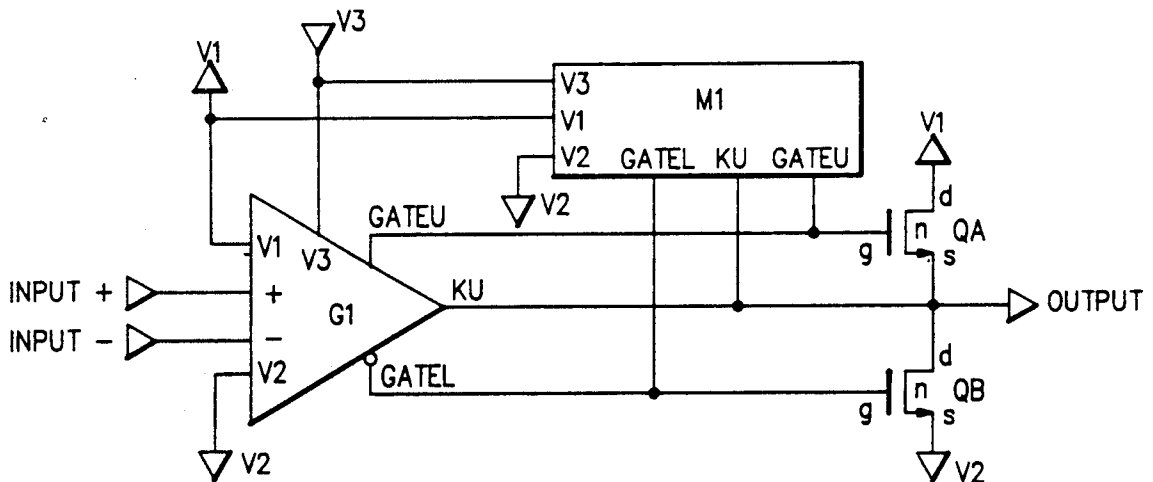 V3
V1
V3
M1
V1
V2
GATEL KU GATEU
V1
V2
GATEU
d
V1
V3
n
QA
g
s
INPUT +
+
KU
OUTPUT
G1
INPUT -
-
V2
GATEL
d
n
QB
g
s
V2
V2